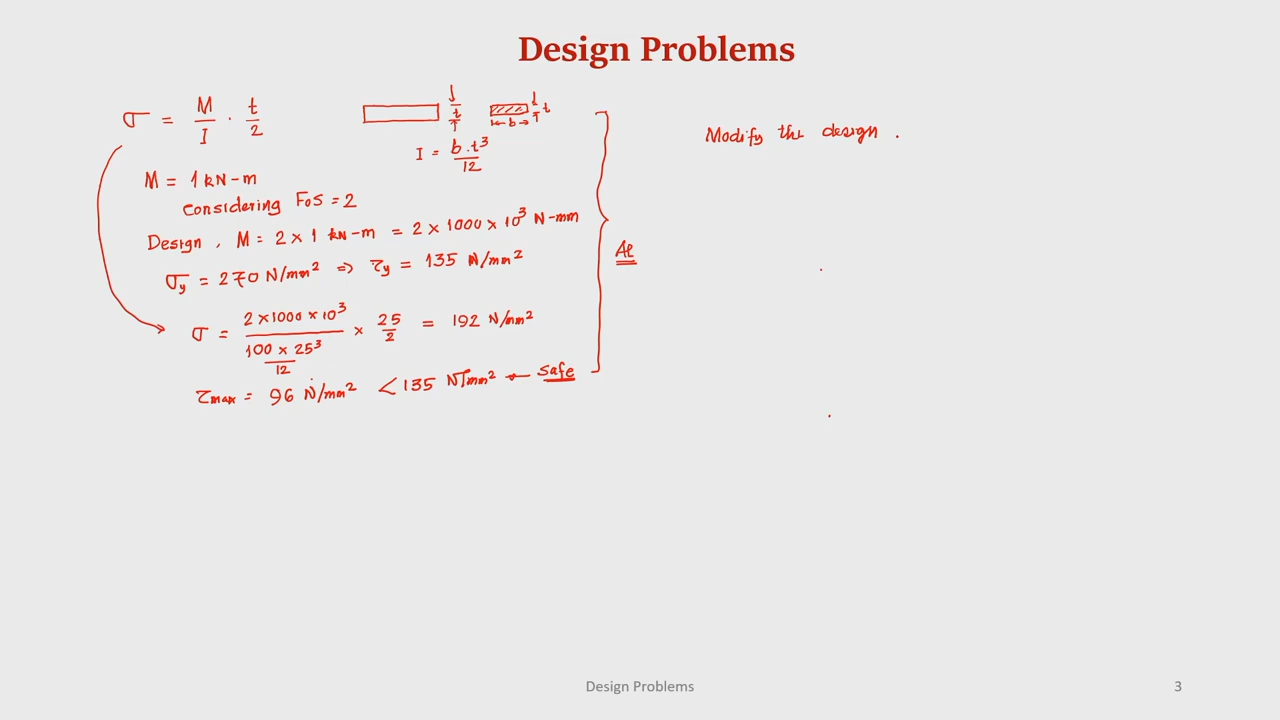 Design Problems
σ = M/I · t/2
t
b
t
I = b.t³/12
M = 1 kN-m
Considering FoS = 2
Design, M = 2 × 1 kN-m = 2 × 1000 × 10³ N-mm
σy = 270 N/mm² ⇒ τy = 135 N/mm²
σ = (2 × 1000 × 10³)/(100 × 25³/12) × 25/2 = 192 N/mm²
τmax = 96 N/mm² < 135 N/mm² ← safe
Al
Modify the design .
Design Problems
3